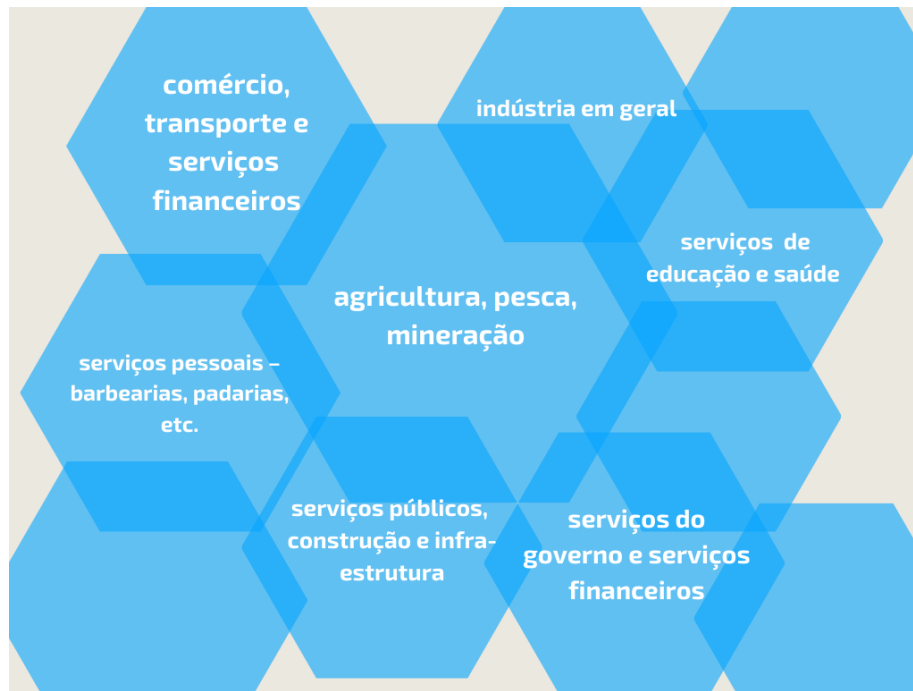 comércio,
transporte e
serviços
financeiros
indústria em geral
serviços de
educação e saúde
agricultura, pesca,
mineração
serviços pessoais –
barbearias, padarias,
etc.
serviços públicos,
construção e infra-
estrutura
serviços do
governo e serviços
financeiros